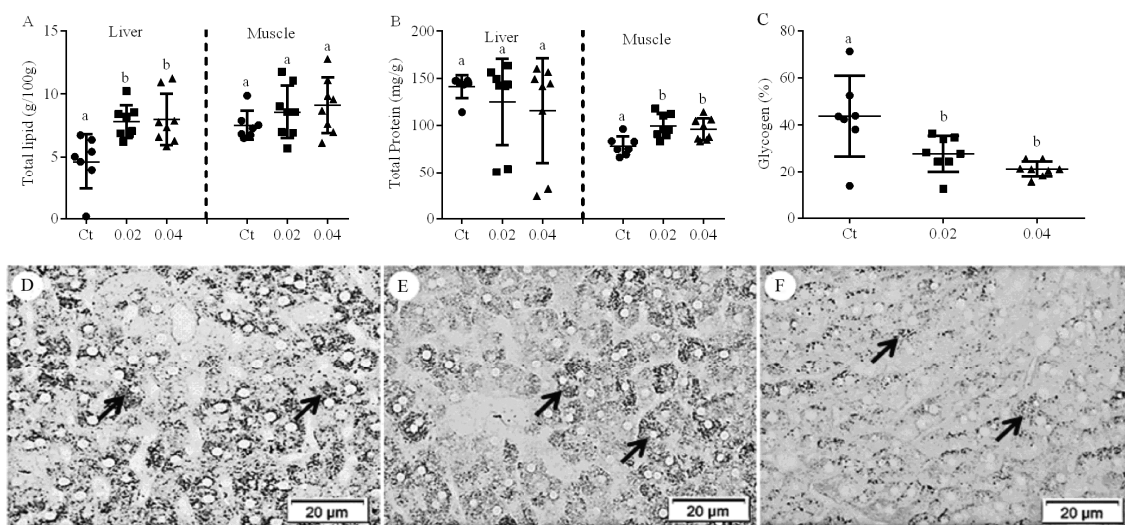 A
Total lipid (g/100g)
15
10
5
0
Liver
Muscle
a
b
b
a
a
a
Ct
0.02
0.04
Ct
0.02
0.04
B
Total Protein (mg/g)
200
150
100
50
0
Liver
Muscle
a
a
a
a
b
b
Ct
0.02
0.04
Ct
0.02
0.04
C
Glycogen (%)
80
60
40
20
0
a
b
b
Ct
0.02
0.04
D
20 µm
E
20 µm
F
20 µm